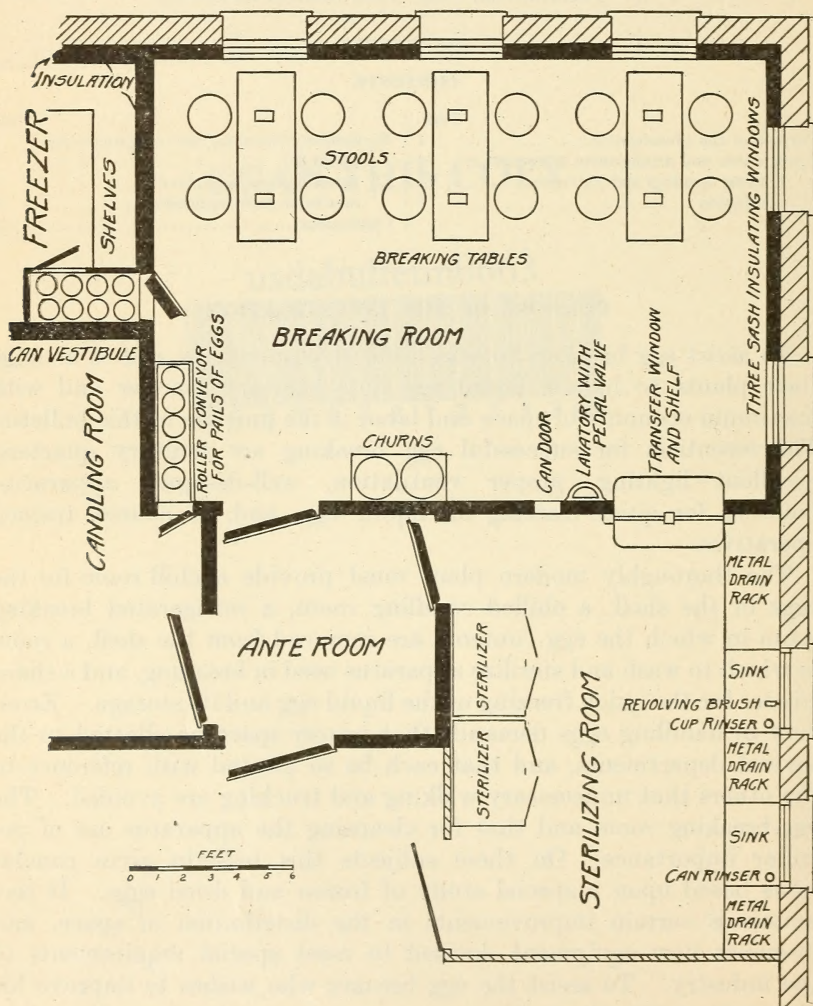 INSULATION
FREEZER
SHELVES
STOOLS
BREAKING TABLES
THREE SASH INSULATING WINDOWS
CAN VESTIBULE
BREAKING ROOM
CANDLING ROOM
ROLLER CONVEYOR
FOR PAILS OF EGGS
CHURNS
CAN DOOR
LAVATORY WITH
PEDAL VALVE
TRANSFER WINDOW
AND SHELF
METAL
DRAIN
RACK
ANTE ROOM
STERILIZER
STERILIZER
STERILIZING ROOM
SINK
REVOLVING BRUSH
CUP RINSER
METAL
DRAIN
RACK
SINK
CAN RINSER
METAL
DRAIN
RACK
FEET
0 1 2 3 4 5 6